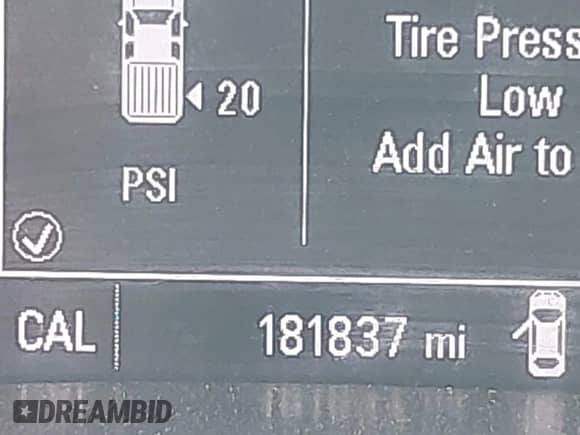 Tire Press
Low
Add Air to
20
PSI
CAL
181837 mi
DREAMBID